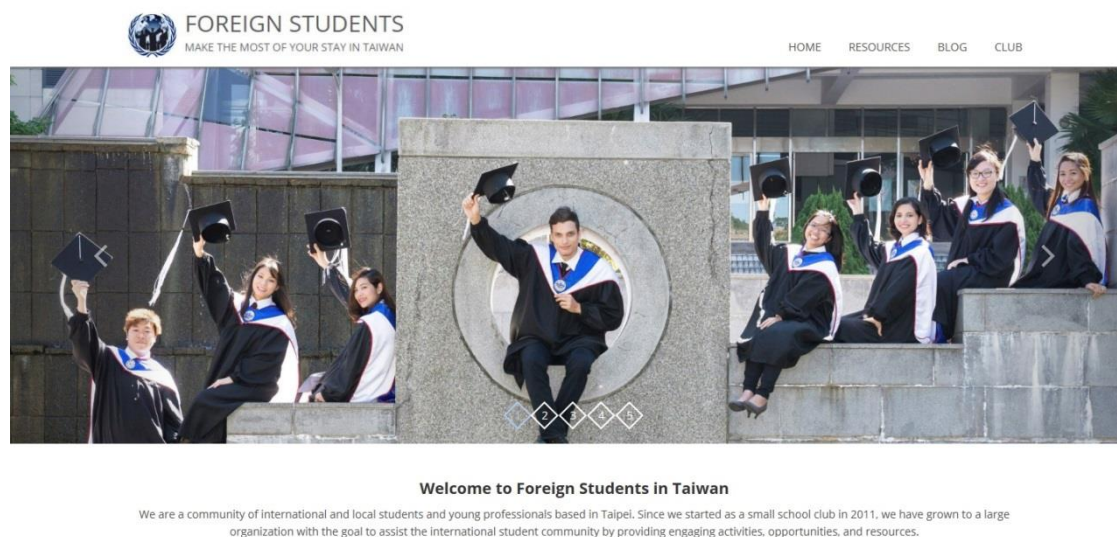 FOREIGN STUDENTS
MAKE THE MOST OF YOUR STAY IN TAIWAN
HOME RESOURCES BLOG CLUB
2 3 4 5
Welcome to Foreign Students in Taiwan
We are a community of international and local students and young professionals based in Taipei. Since we started as a small school club in 2011, we have grown to a large
organization with the goal to assist the international student community by providing engaging activities, opportunities, and resources.